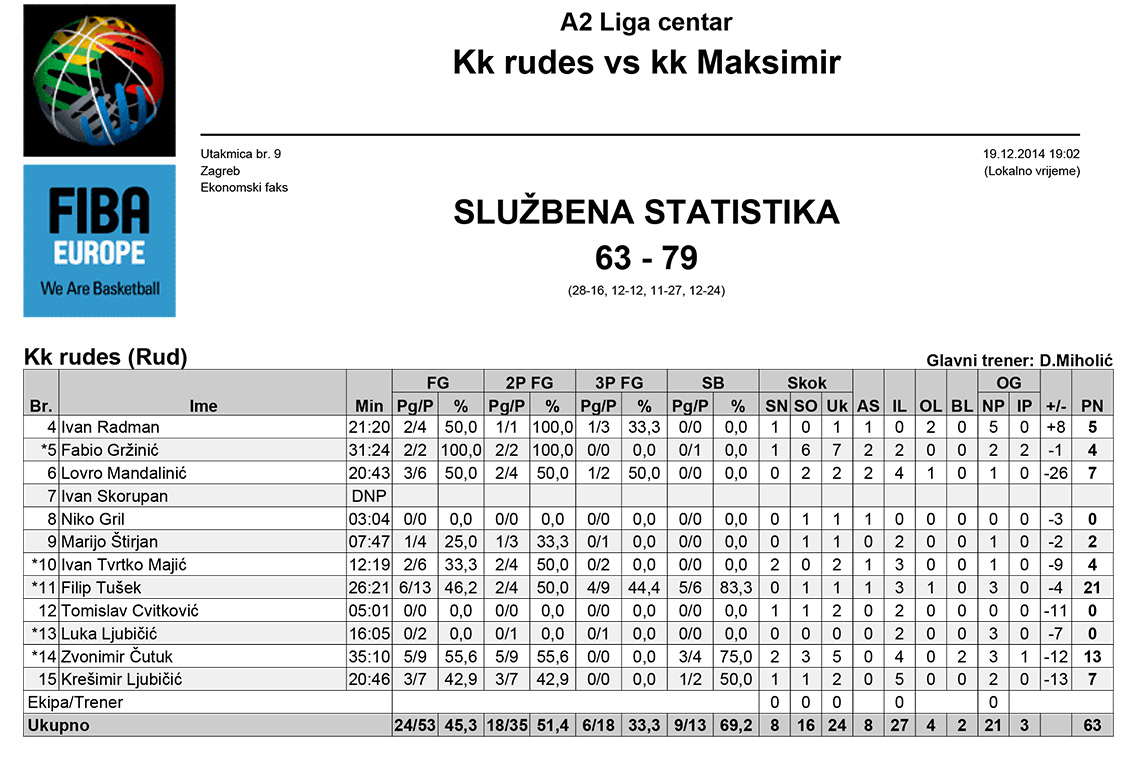 A2 Liga centar
Kk rudes vs kk Maksimir
Utakmica br. 9
Zagreb
Ekonomski faks
19.12.2014 19:02
(Lokalno vrijeme)
FIBA
EUROPE
We Are Basketball
SLUŽBENA STATISTIKA
63 - 79
(28-16, 12-12, 11-27, 12-24)
Kk rudes (Rud) Glavni trener: D.Miholić
FG 2P FG 3P FG SB Skok OG
Br. Ime Min Pg/P % Pg/P % Pg/P % Pg/P % SN SO Uk AS IL OL BL NP IP +/- PN
4 Ivan Radman 21:20 2/4 50,0 1/1 100,0 1/3 33,3 0/0 0,0 1 0 1 1 0 2 0 5 0 +8 5
*5 Fabio Gržinić 31:24 2/2 100,0 2/2 100,0 0/0 0,0 0/1 0,0 1 6 7 2 2 0 0 2 2 -1 4
6 Lovro Mandalinić 20:43 3/6 50,0 2/4 50,0 1/2 50,0 0/0 0,0 0 2 2 2 4 1 0 1 0 -26 7
7 Ivan Skorupan DNP
8 Niko Gril 03:04 0/0 0,0 0/0 0,0 0/0 0,0 0/0 0,0 0 1 1 1 0 0 0 0 0 -3 0
9 Marijo Štirjan 07:47 1/4 25,0 1/3 33,3 0/1 0,0 0/0 0,0 0 1 1 0 2 0 0 1 0 -2 2
*10 Ivan Tvrtko Majić 12:19 2/6 33,3 2/4 50,0 0/2 0,0 0/0 0,0 2 0 2 1 3 0 0 1 0 -9 4
*11 Filip Tušek 26:21 6/13 46,2 2/4 50,0 4/9 44,4 5/6 83,3 0 1 1 1 3 1 0 3 0 -4 21
12 Tomislav Cvitković 05:01 0/0 0,0 0/0 0,0 0/0 0,0 0/0 0,0 1 1 2 0 2 0 0 0 0 -11 0
*13 Luka Ljubičić 16:05 0/2 0,0 0/1 0,0 0/1 0,0 0/0 0,0 0 0 0 0 2 0 0 3 0 -7 0
*14 Zvonimir Čutuk 35:10 5/9 55,6 5/9 55,6 0/0 0,0 3/4 75,0 2 3 5 0 4 0 2 3 1 -12 13
15 Krešimir Ljubičić 20:46 3/7 42,9 3/7 42,9 0/0 0,0 1/2 50,0 1 1 2 0 5 0 0 2 0 -13 7
Ekipa/Trener 0 0 0 0 0
Ukupno 24/53 45,3 18/35 51,4 6/18 33,3 9/13 69,2 8 16 24 8 27 4 2 21 3 63